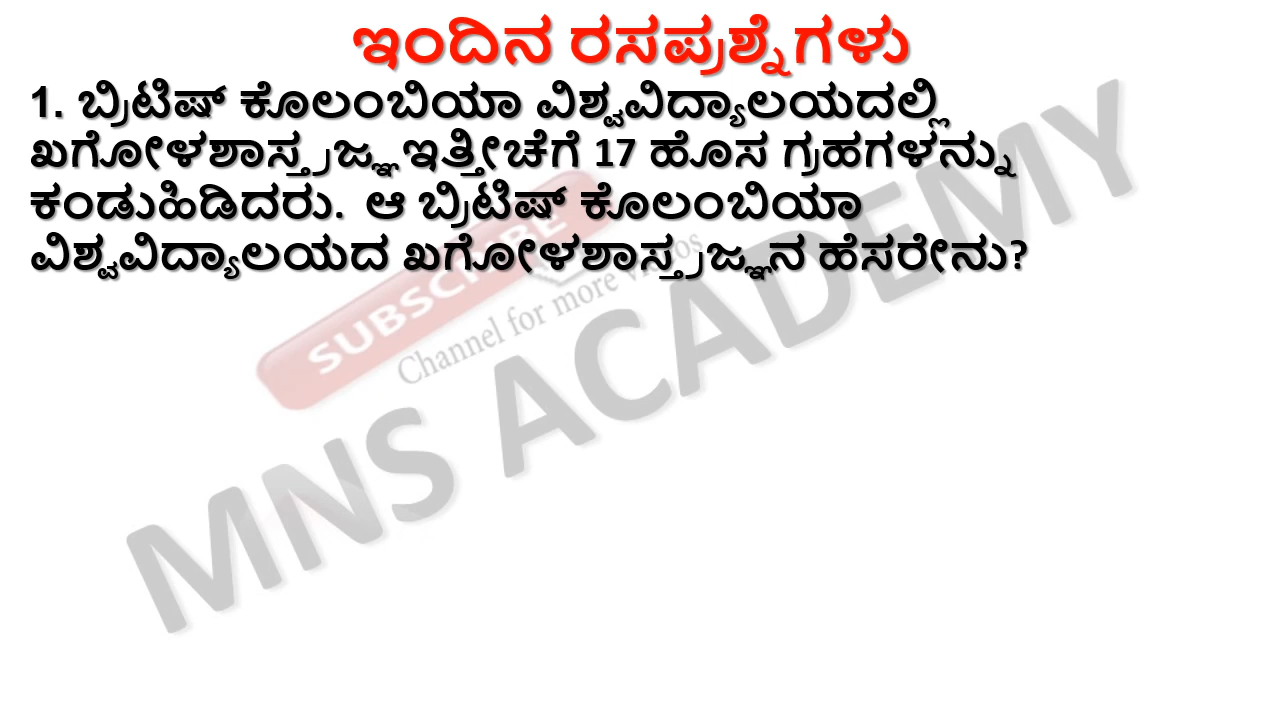 ಇಂದಿನ ರಸಪ್ರಶ್ನೆಗಳು
1. ಬ್ರಿಟಿಷ್ ಕೊಲಂಬಿಯಾ ವಿಶ್ವವಿದ್ಯಾಲಯದಲ್ಲಿ
ಖಗೋಳಶಾಸ್ತ್ರಜ್ಞ ಇತ್ತೀಚೆಗೆ 17 ಹೊಸ ಗ್ರಹಗಳನ್ನು
ಕಂಡುಹಿಡಿದರು. ಆ ಬ್ರಿಟಿಷ್ ಕೊಲಂಬಿಯಾ
ವಿಶ್ವವಿದ್ಯಾಲಯದ ಖಗೋಳಶಾಸ್ತ್ರಜ್ಞನ ಹೆಸರೇನು?
SUBSCRIBE
Channel for more videos
MNS ACADEMY